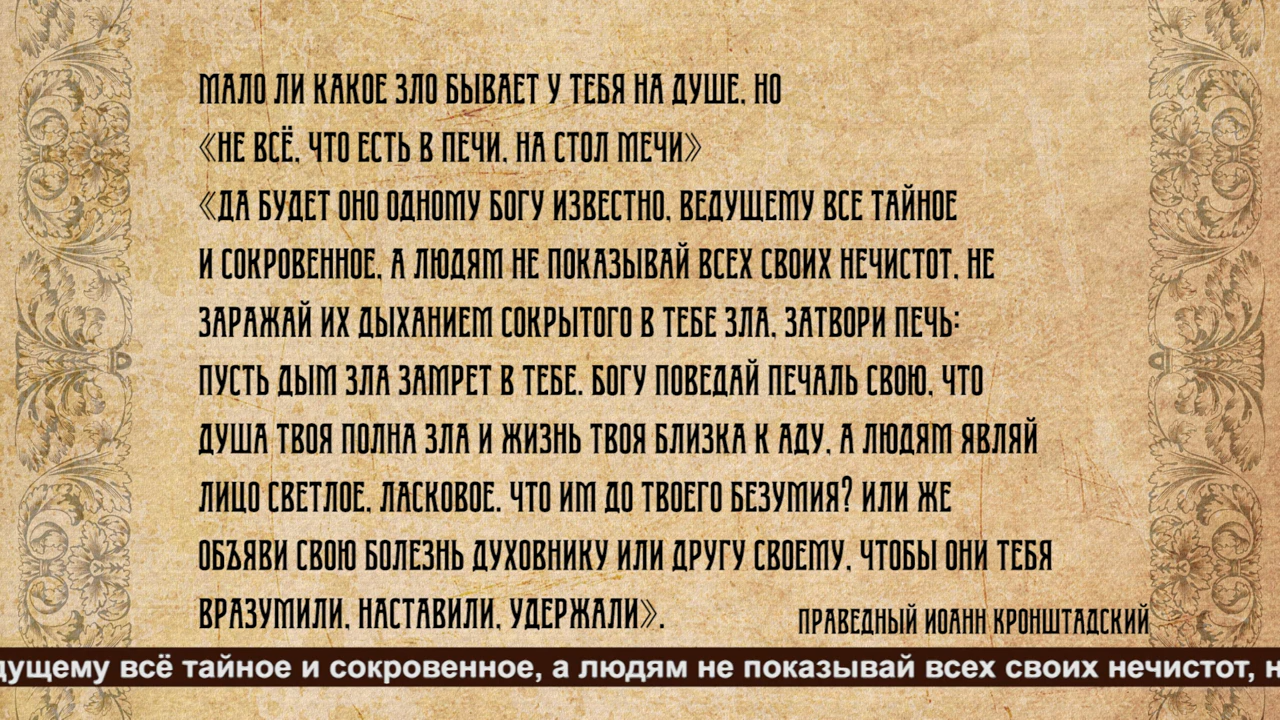 МАЛО ЛИ КАКОЕ ЗЛО БЫВАЕТ У ТЕБЯ НА ДУШЕ, НО
«НЕ ВСЁ, ЧТО ЕСТЬ В ПЕЧИ, НА СТОЛ МЕЧИ»
«ДА БУДЕТ ОНО ОДНОМУ БОГУ ИЗВЕСТНО, ВЕДУЩЕМУ ВСЕ ТАЙНОЕ
И СОКРОВЕННОЕ, А ЛЮДЯМ НЕ ПОКАЗЫВАЙ ВСЕХ СВОИХ НЕЧИСТОТ, НЕ
ЗАРАЖАЙ ИХ ДЫХАНИЕМ СОКРЫТОГО В ТЕБЕ ЗЛА, ЗАТВОРИ ПЕЧЬ:
ПУСТЬ ДЫМ ЗЛА ЗАМРЕТ В ТЕБЕ. БОГУ ПОВЕДАЙ ПЕЧАЛЬ СВОЮ, ЧТО
ДУША ТВОЯ ПОЛНА ЗЛА И ЖИЗНЬ ТВОЯ БЛИЗКА К АДУ, А ЛЮДЯМ ЯВЛЯЙ
ЛИЦО СВЕТЛОЕ, ЛАСКОВОЕ. ЧТО ИМ ДО ТВОЕГО БЕЗУМИЯ? ИЛИ ЖЕ
ОБЪЯВИ СВОЮ БОЛЕЗНЬ ДУХОВНИКУ ИЛИ ДРУГУ СВОЕМУ, ЧТОБЫ ОНИ ТЕБЯ
ВРАЗУМИЛИ, НАСТАВИЛИ, УДЕРЖАЛИ».
ПРАВЕДНЫЙ ИОАНН КРОНШТАДСКИЙ
дущему всё тайное и сокровенное, а людям не показывай всех своих нечистот, н